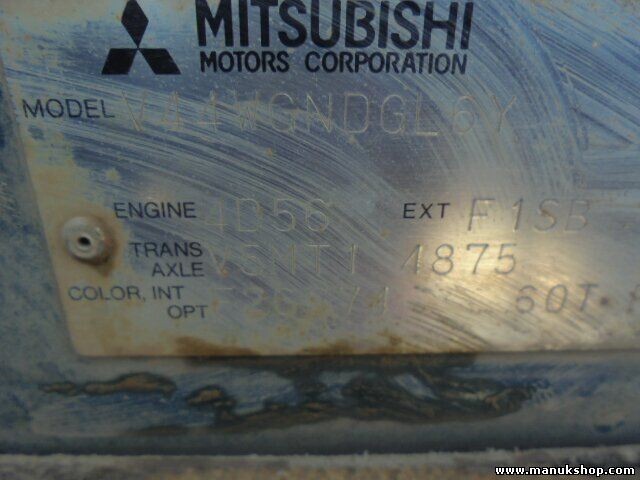 MITSUBISHI
MOTORS CORPORATION
MODEL V44WGNDGL6Y
ENGINE 4D56 EXT F1SB
TRANS AXLE V5MT1 4875
COLOR, INT OPT 60T
www.manukshop.com